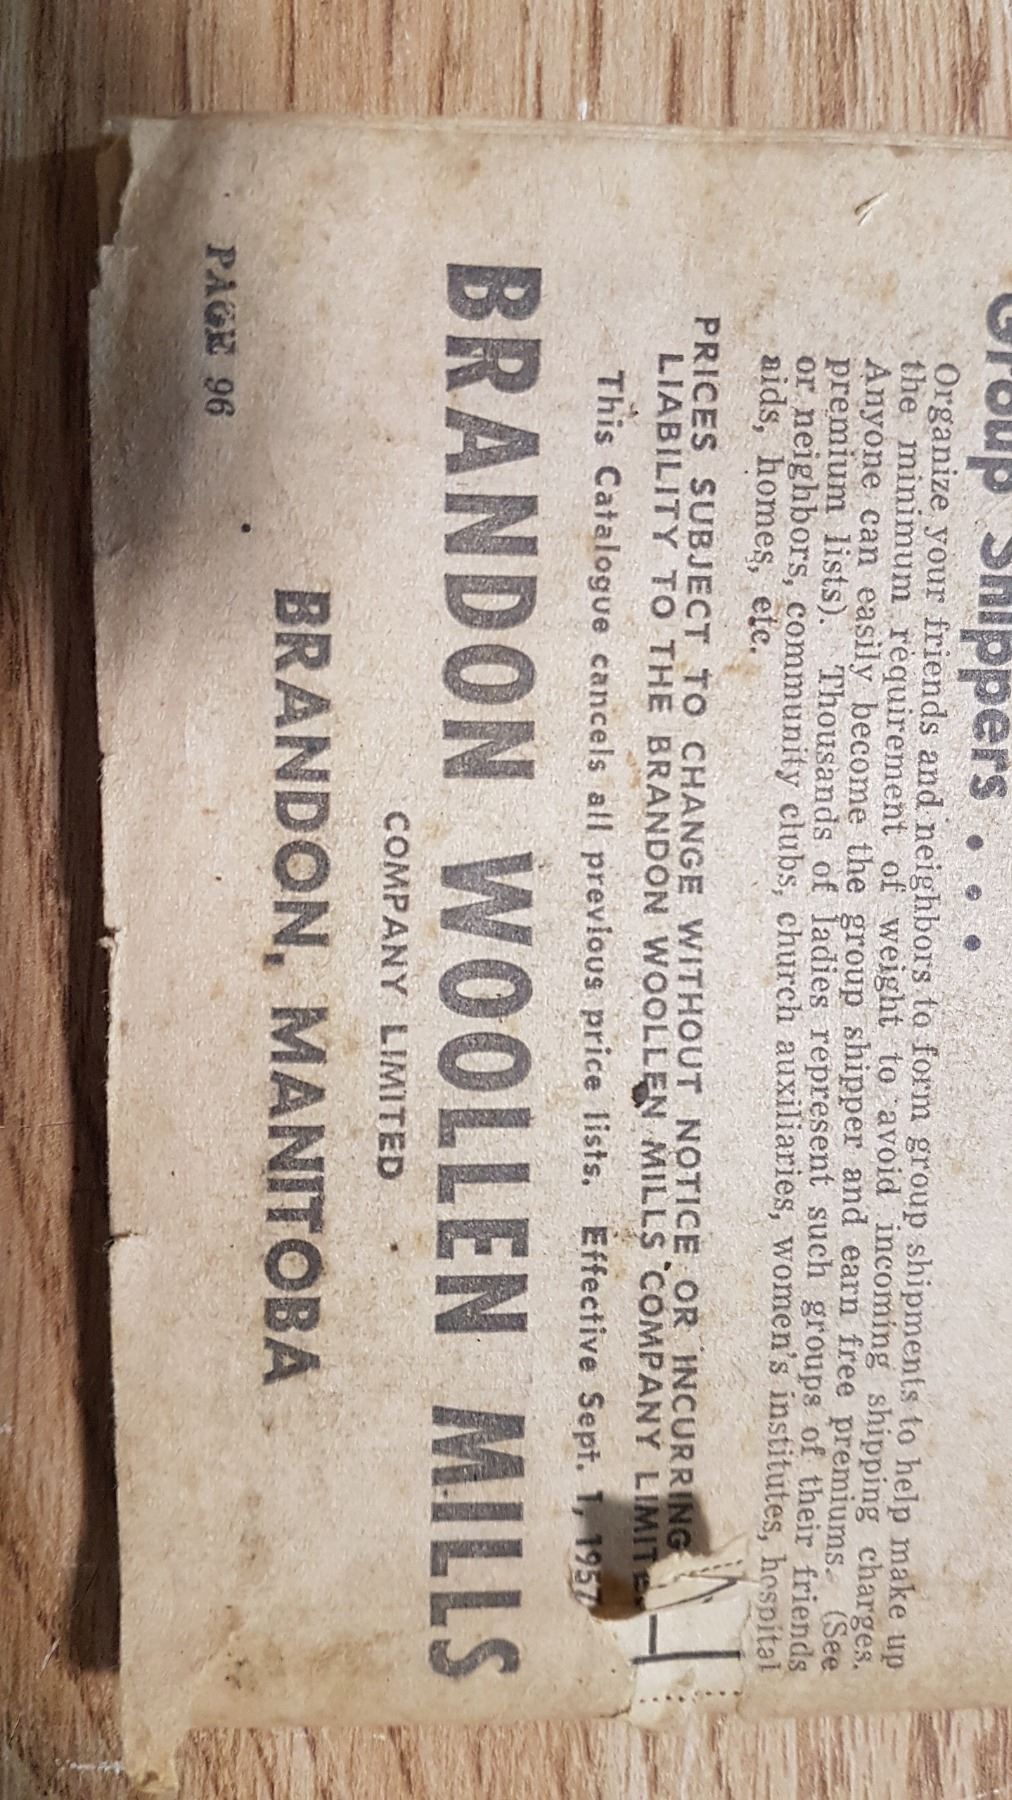 Group Shippers . . .
Organize your friends and neighbors to form group shipments to help make up
the minimum requirement of weight to avoid incoming shipping charges.
Anyone can easily become the group shipper and earn free premiums. (See
premium lists). Thousands of ladies represent such groups of their friends
or neighbors, community clubs, church auxiliaries, women's institutes, hospital
aids, homes, etc.
PRICES SUBJECT TO CHANGE WITHOUT NOTICE OR INCURRING
LIABILITY TO THE BRANDON WOOLLEN MILLS COMPANY LIMITE
This Catalogue cancels all previous price lists. Effective Sept. 1, 1957
BRANDON WOOLLEN MILLS
COMPANY LIMITED
BRANDON, MANITOBA
PAGE 96